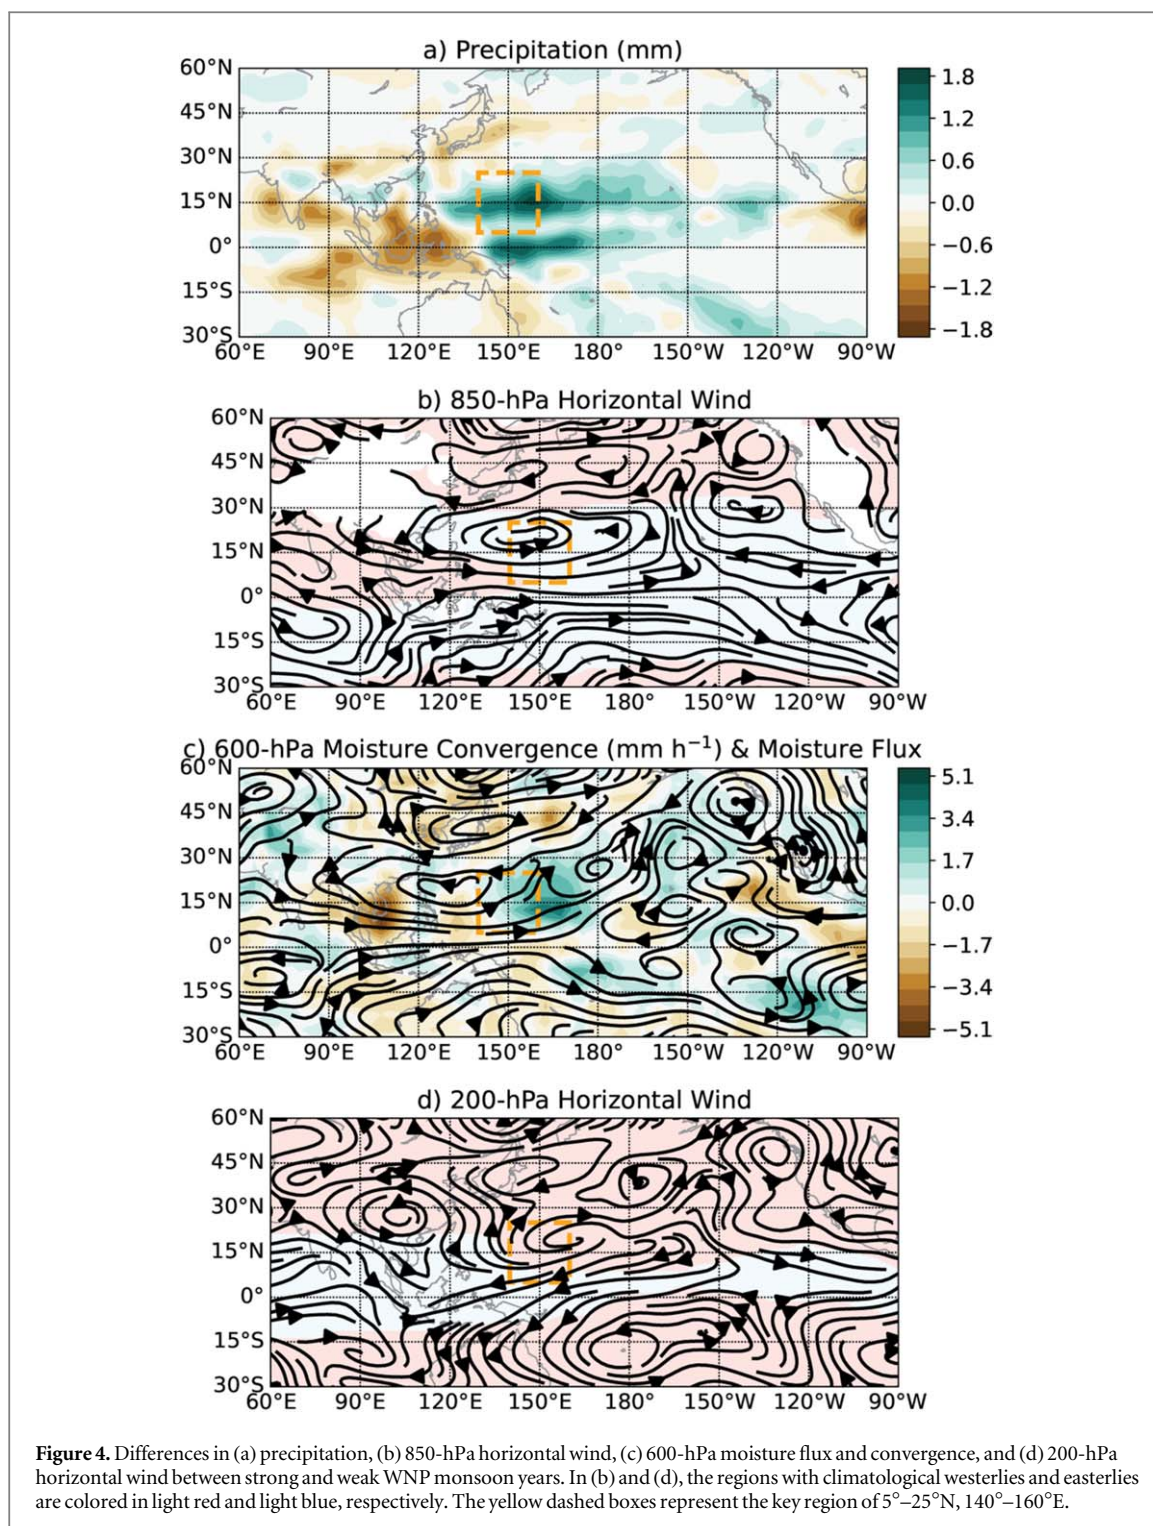 a) Precipitation (mm)
60°N
45°N
30°N
15°N
0°
15°S
30°S
60°E 90°E 120°E 150°E 180° 150°W 120°W 90°W
1.8
1.2
0.6
0.0
−0.6
−1.2
−1.8
b) 850-hPa Horizontal Wind
60°N
45°N
30°N
15°N
0°
15°S
30°S
60°E 90°E 120°E 150°E 180° 150°W 120°W 90°W
c) 600-hPa Moisture Convergence (mm h⁻¹) & Moisture Flux
60°N
45°N
30°N
15°N
0°
15°S
30°S
60°E 90°E 120°E 150°E 180° 150°W 120°W 90°W
5.1
3.4
1.7
0.0
−1.7
−3.4
−5.1
d) 200-hPa Horizontal Wind
60°N
45°N
30°N
15°N
0°
15°S
30°S
60°E 90°E 120°E 150°E 180° 150°W 120°W 90°W
Figure 4. Differences in (a) precipitation, (b) 850-hPa horizontal wind, (c) 600-hPa moisture flux and convergence, and (d) 200-hPa
horizontal wind between strong and weak WNP monsoon years. In (b) and (d), the regions with climatological westerlies and easterlies
are colored in light red and light blue, respectively. The yellow dashed boxes represent the key region of 5°–25°N, 140°–160°E.